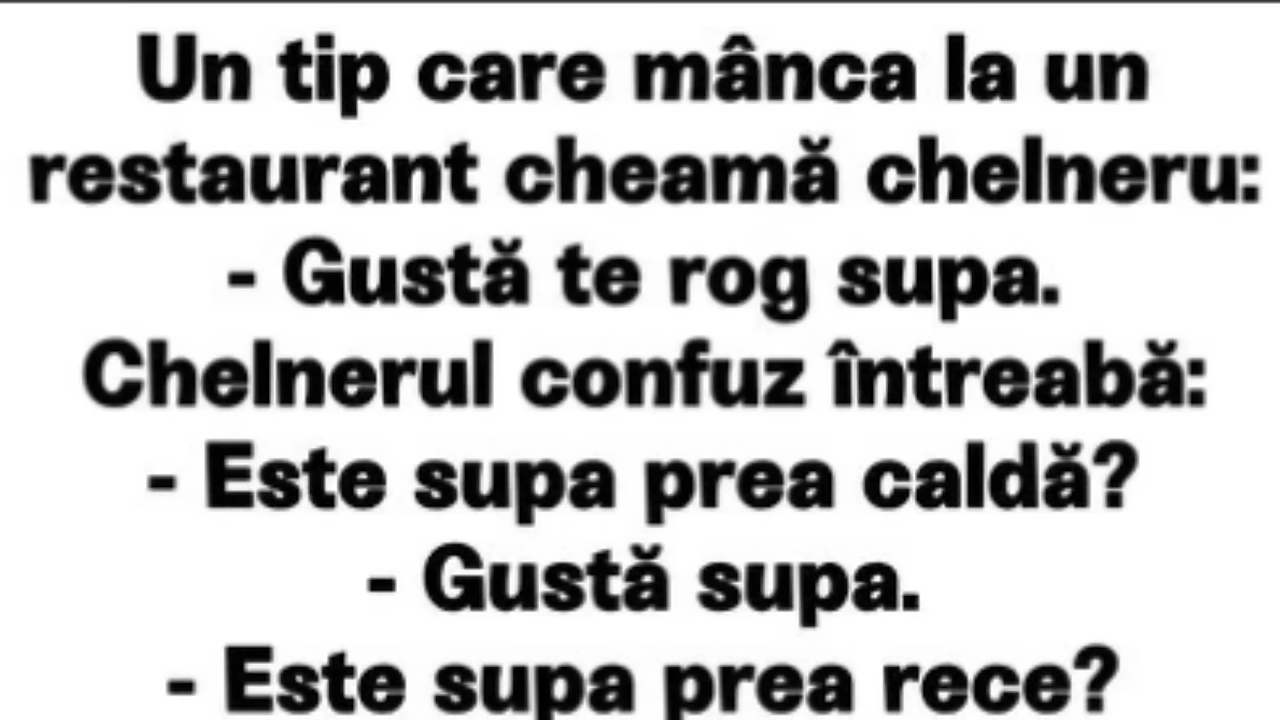 Un tip care mânca la un
restaurant cheamă chelneru:
- Gustă te rog supa.
Chelnerul confuz întreabă:
- Este supa prea caldă?
- Gustă supa.
- Este supa prea rece?